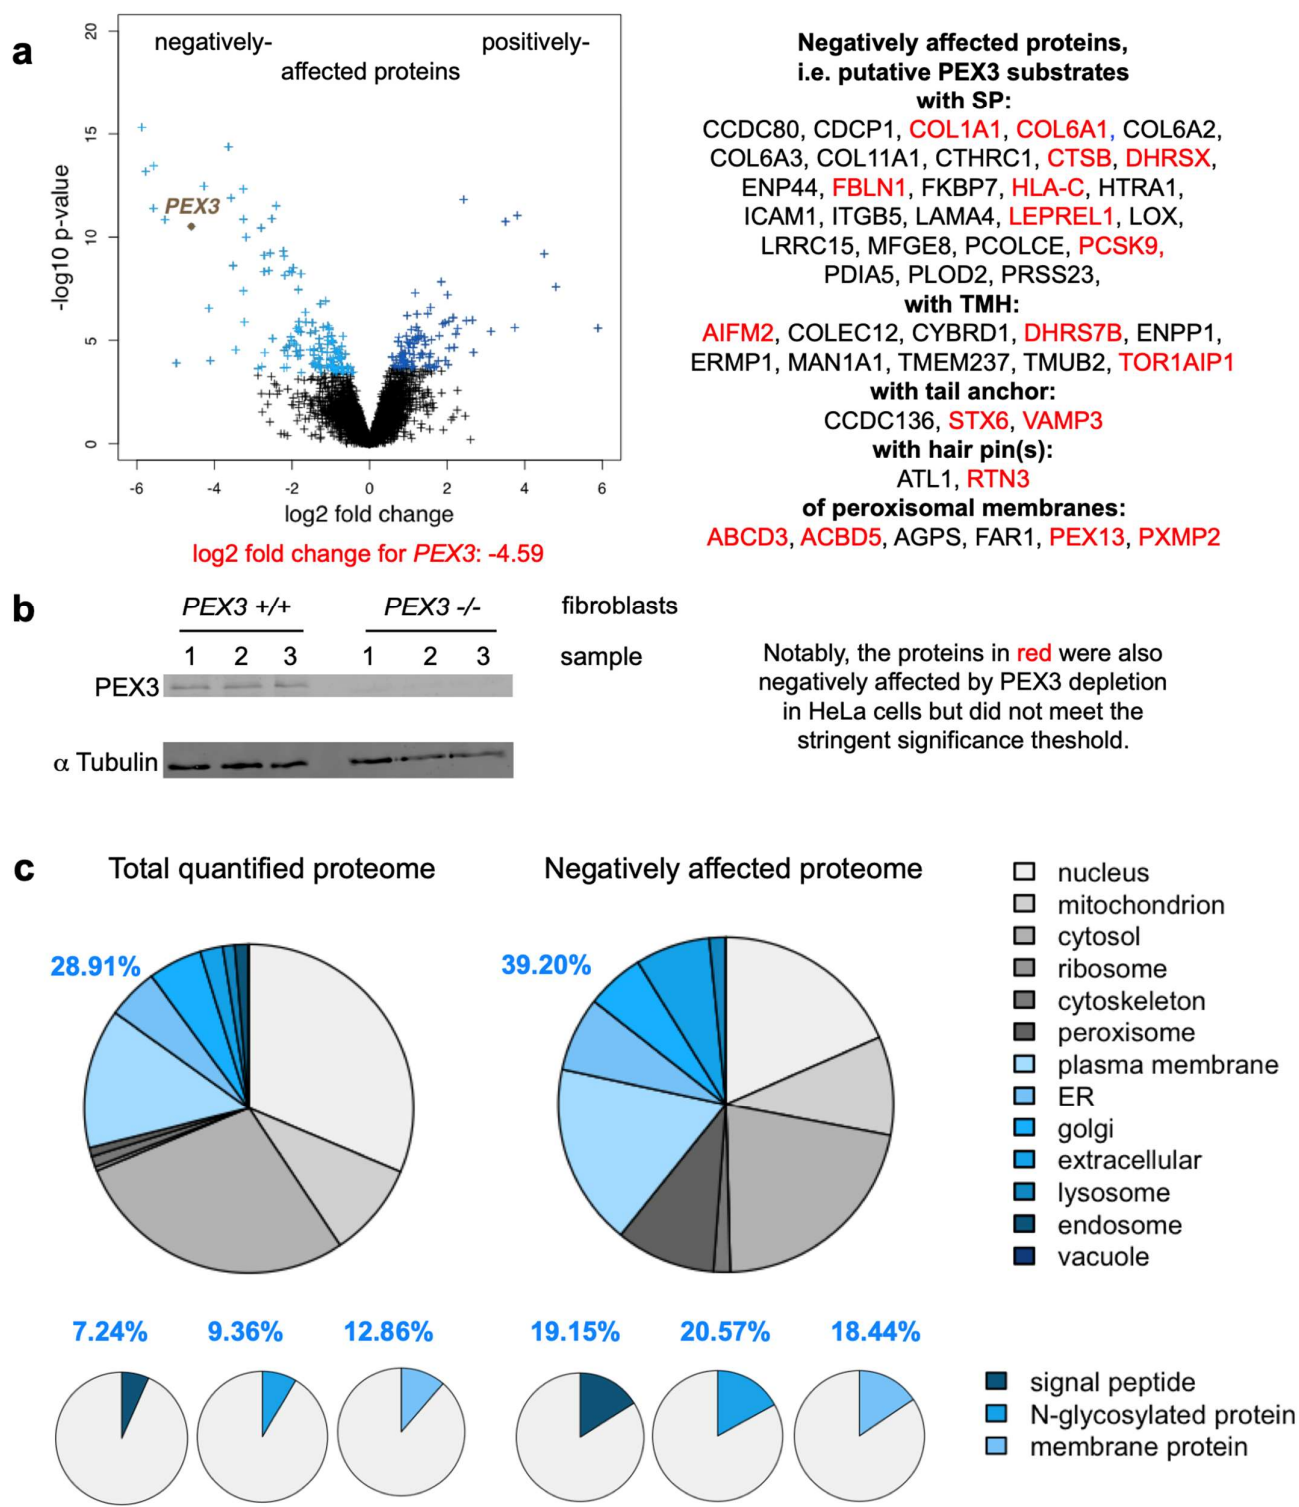 a
20
15
10
5
0
-log10 p-value
negatively-
positively-
affected proteins
PEX3
-6 -4 -2 0 2 4 6
log2 fold change
log2 fold change for PEX3: -4.59
Negatively affected proteins,
i.e. putative PEX3 substrates
with SP:
CCDC80, CDCP1, COL1A1, COL6A1, COL6A2,
COL6A3, COL11A1, CTHRC1, CTSB, DHRSX,
ENP44, FBLN1, FKBP7, HLA-C, HTRA1,
ICAM1, ITGB5, LAMA4, LEPREL1, LOX,
LRRC15, MFGE8, PCOLCE, PCSK9,
PDIA5, PLOD2, PRSS23,
with TMH:
AIFM2, COLEC12, CYBRD1, DHRS7B, ENPP1,
ERMP1, MAN1A1, TMEM237, TMUB2, TOR1AIP1
with tail anchor:
CCDC136, STX6, VAMP3
with hair pin(s):
ATL1, RTN3
of peroxisomal membranes:
ABCD3, ACBD5, AGPS, FAR1, PEX13, PXMP2
b
PEX3 +/+ PEX3 -/- fibroblasts
1 2 3 1 2 3 sample
PEX3
α Tubulin
Notably, the proteins in red were also
negatively affected by PEX3 depletion
in HeLa cells but did not meet the
stringent significance theshold.
c
Total quantified proteome
Negatively affected proteome
28.91%
39.20%
nucleus
mitochondrion
cytosol
ribosome
cytoskeleton
peroxisome
plasma membrane
ER
golgi
extracellular
lysosome
endosome
vacuole
7.24% 9.36% 12.86% 19.15% 20.57% 18.44%
signal peptide
N-glycosylated protein
membrane protein